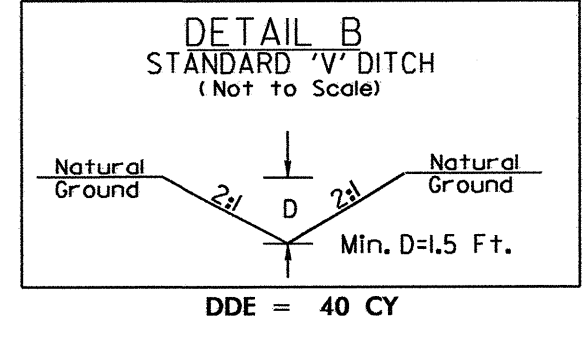 DETAIL B
STANDARD 'V' DITCH
(Not to Scale)
Natural
Ground
2:1
D
2:1
Natural
Ground
Min. D=1.5 Ft.
DDE = 40 CY